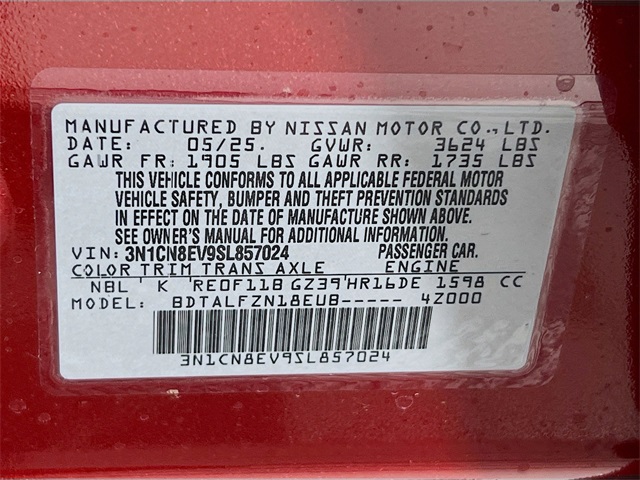 MANUFACTURED BY NISSAN MOTOR CO., LTD.
DATE: 05/25. GVWR: 3624 LBS
GAWR FR: 1905 LBS GAWR RR: 1735 LBS
THIS VEHICLE CONFORMS TO ALL APPLICABLE FEDERAL MOTOR
VEHICLE SAFETY, BUMPER AND THEFT PREVENTION STANDARDS
IN EFFECT ON THE DATE OF MANUFACTURE SHOWN ABOVE.
SEE OWNER'S MANUAL FOR ADDITIONAL INFORMATION.
VIN: 3N1CN8EV9SL857024 PASSENGER CAR.
COLOR TRIM TRANS AXLE ENGINE
NBL ' K 'RE0F11B GZ39'HR16DE 1598 CC
MODEL: BDTALFZN18EUB----- 4Z000
3N1CN8EV9SL857024